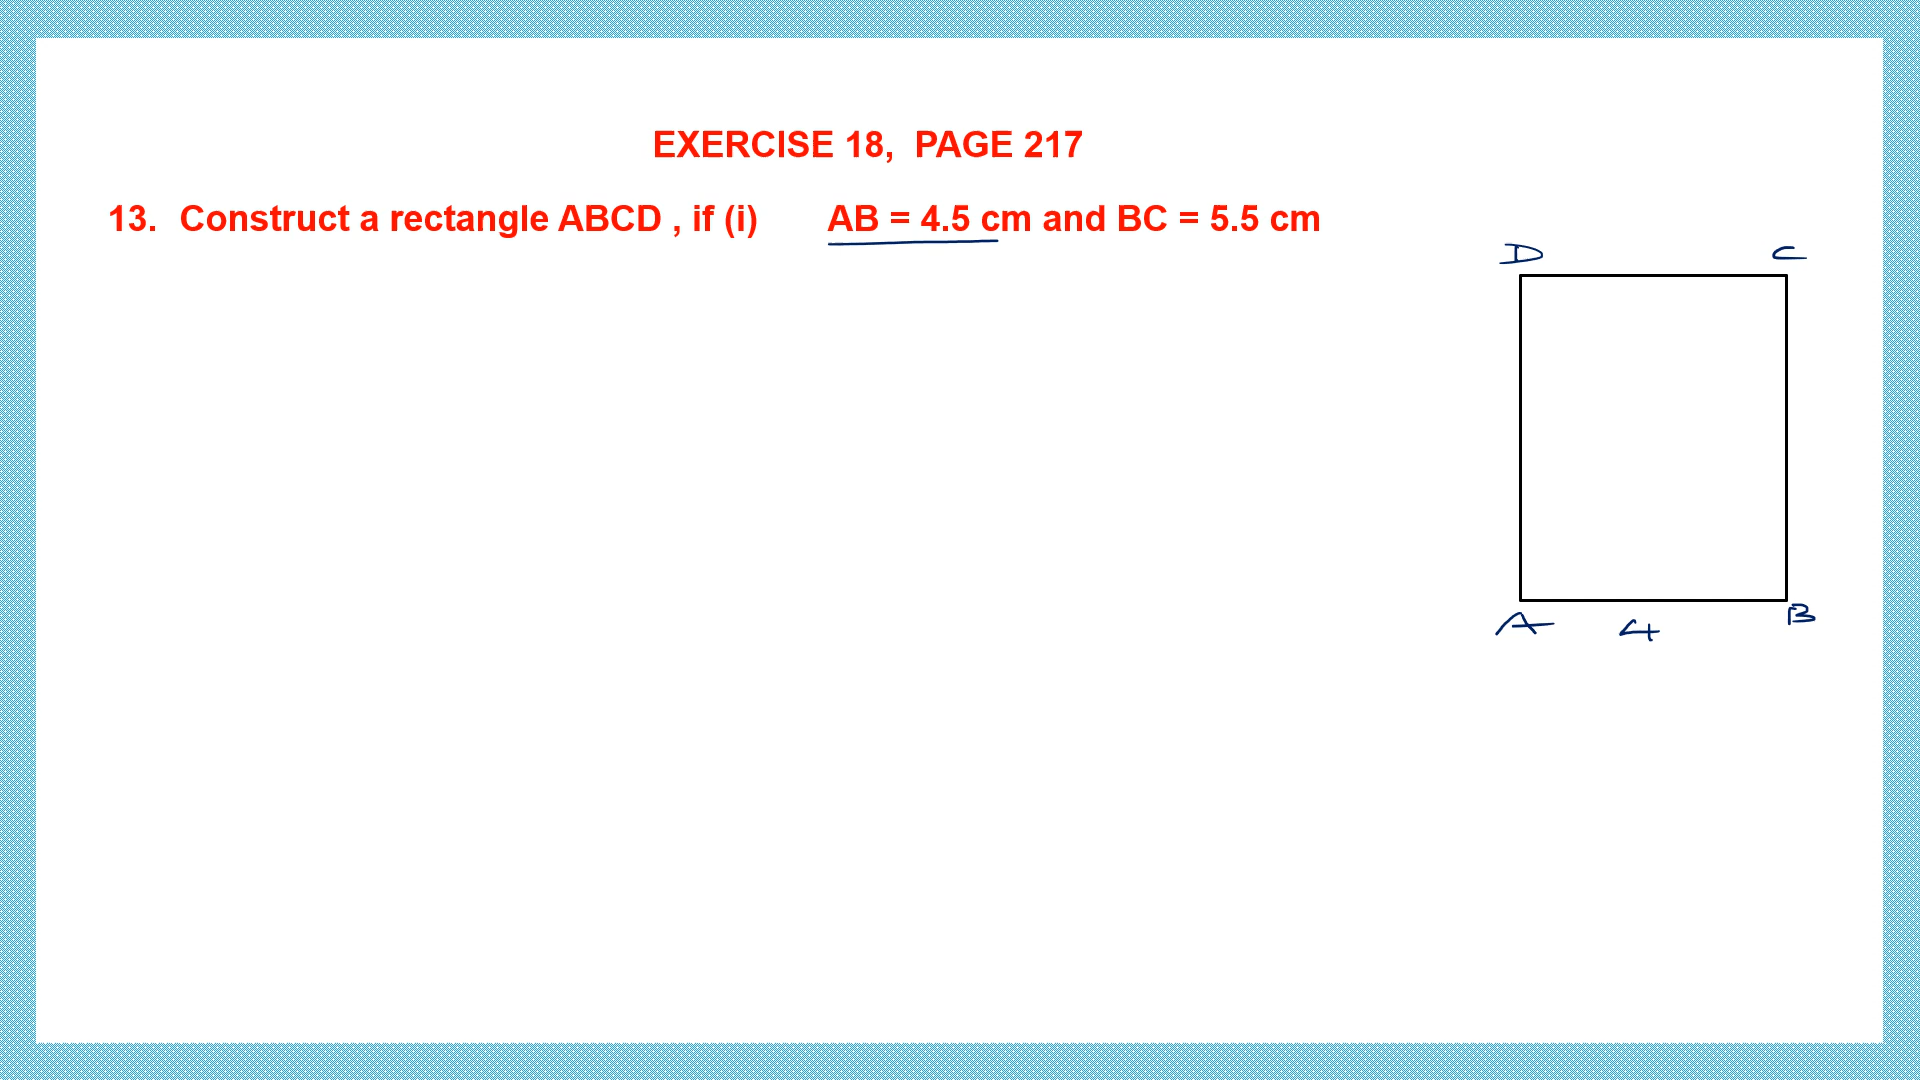 EXERCISE 18, PAGE 217
13. Construct a rectangle ABCD , if (i) AB = 4.5 cm and BC = 5.5 cm
D C
A 4 B